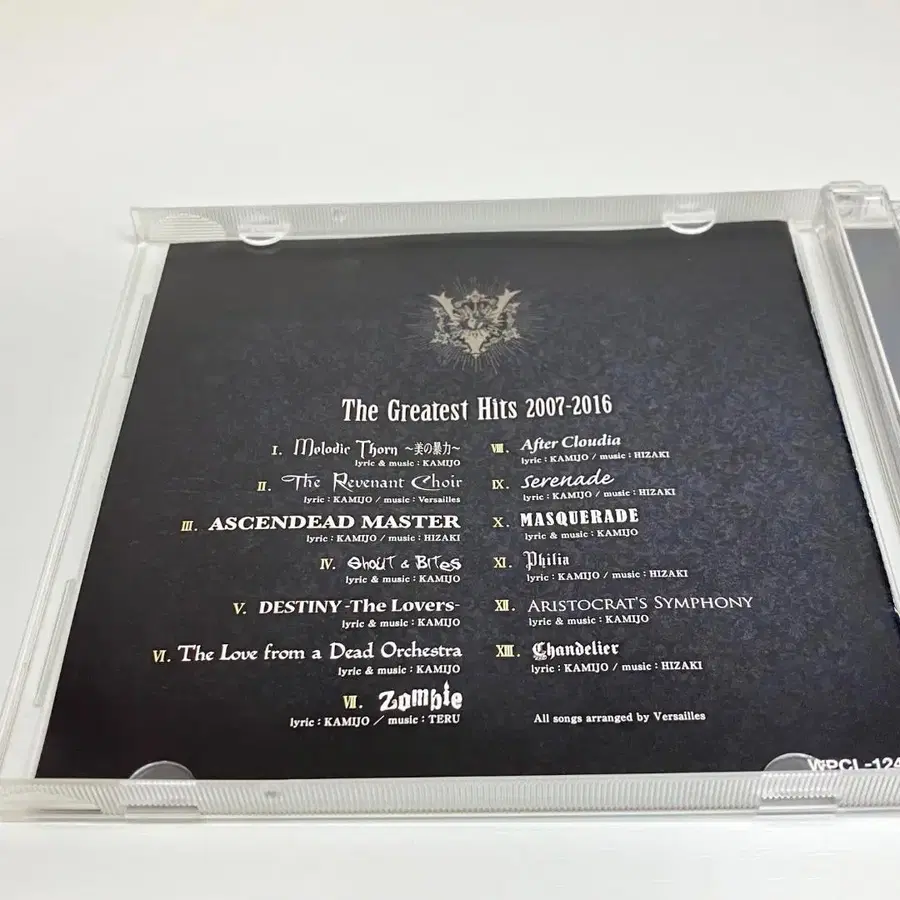 The Greatest Hits 2007-2016
I. Melodic Thorn ～美の暴力～
lyric & music : KAMIJO
II. The Revenant Choir
lyric : KAMIJO / music : Versailles
III. ASCENDEAD MASTER
lyric : KAMIJO / music : HIZAKI
IV. Shout & Bites
lyric & music : KAMIJO
V. DESTINY -The Lovers-
lyric & music : KAMIJO
VI. The Love from a Dead Orchestra
lyric & music : KAMIJO
VII. Zombie
lyric : KAMIJO / music : TERU
VIII. After Cloudia
lyric : KAMIJO / music : HIZAKI
IX. Serenade
lyric : KAMIJO / music : HIZAKI
X. MASQUERADE
lyric & music : KAMIJO
XI. Philia
lyric : KAMIJO / music : HIZAKI
XII. ARISTOCRAT'S SYMPHONY
lyric & music : KAMIJO
XIII. Chandelier
lyric : KAMIJO / music : HIZAKI
All songs arranged by Versailles
WPCL-124